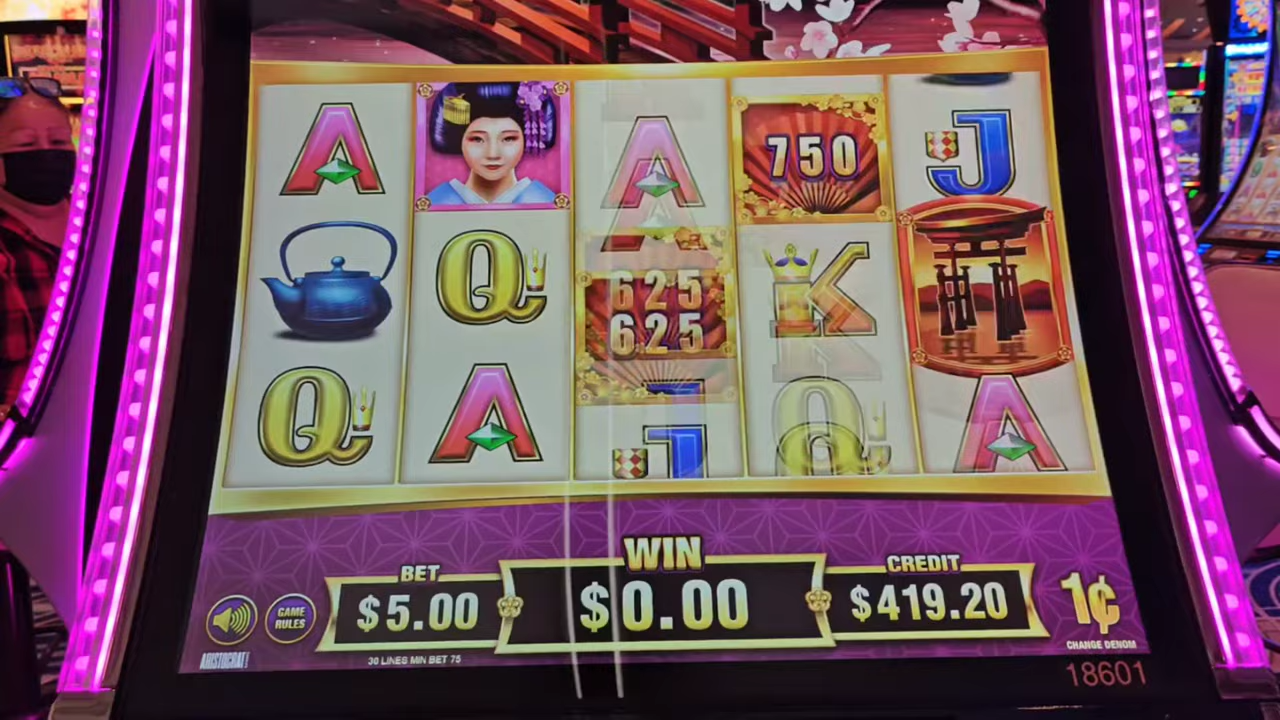 A A 750 J
Q 625 K
625
Q A J Q A
WIN
BET CREDIT
$5.00 $0.00 $419.20 1¢
GAME
RULES
CHANGE DENOM
ARISTOCRAT
30 LINES MIN BET 75
18601